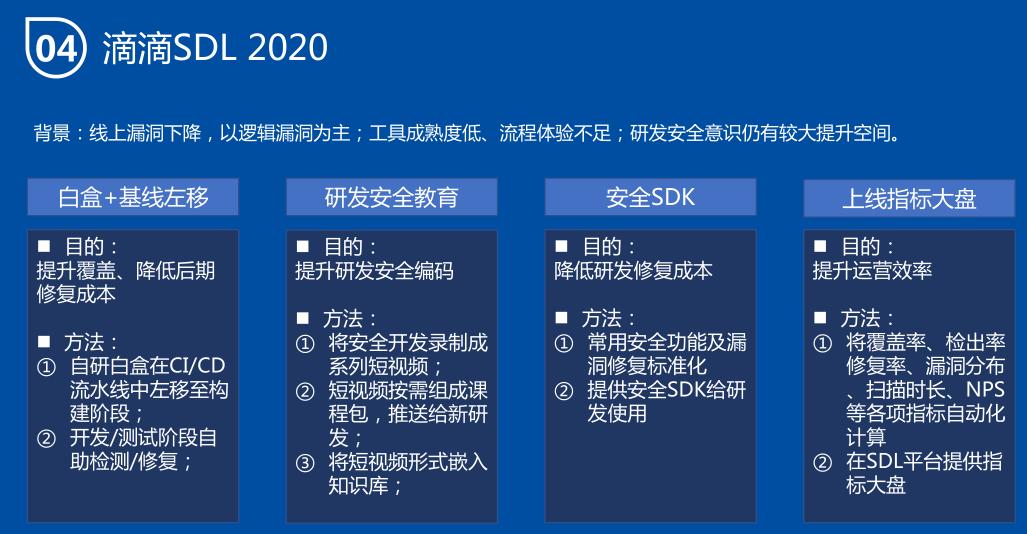 04 滴滴SDL 2020
背景：线上漏洞下降，以逻辑漏洞为主；工具成熟度低、流程体验不足；研发安全意识仍有较大提升空间。
白盒+基线左移
■ 目的：
提升覆盖、降低后期
修复成本
■ 方法：
① 自研白盒在CI/CD
流水线中左移至构
建阶段；
② 开发/测试阶段自
助检测/修复；
研发安全教育
■ 目的：
提升研发安全编码
■ 方法：
① 将安全开发录制成
系列短视频；
② 短视频按需组成课
程包，推送给新研
发；
③ 将短视频形式嵌入
知识库；
安全SDK
■ 目的：
降低研发修复成本
■ 方法：
① 常用安全功能及漏
洞修复标准化
② 提供安全SDK给研
发使用
上线指标大盘
■ 目的：
提升运营效率
■ 方法：
① 将覆盖率、检出率
修复率、漏洞分布
、扫描时长、NPS
等各项指标自动化
计算
② 在SDL平台提供指
标大盘